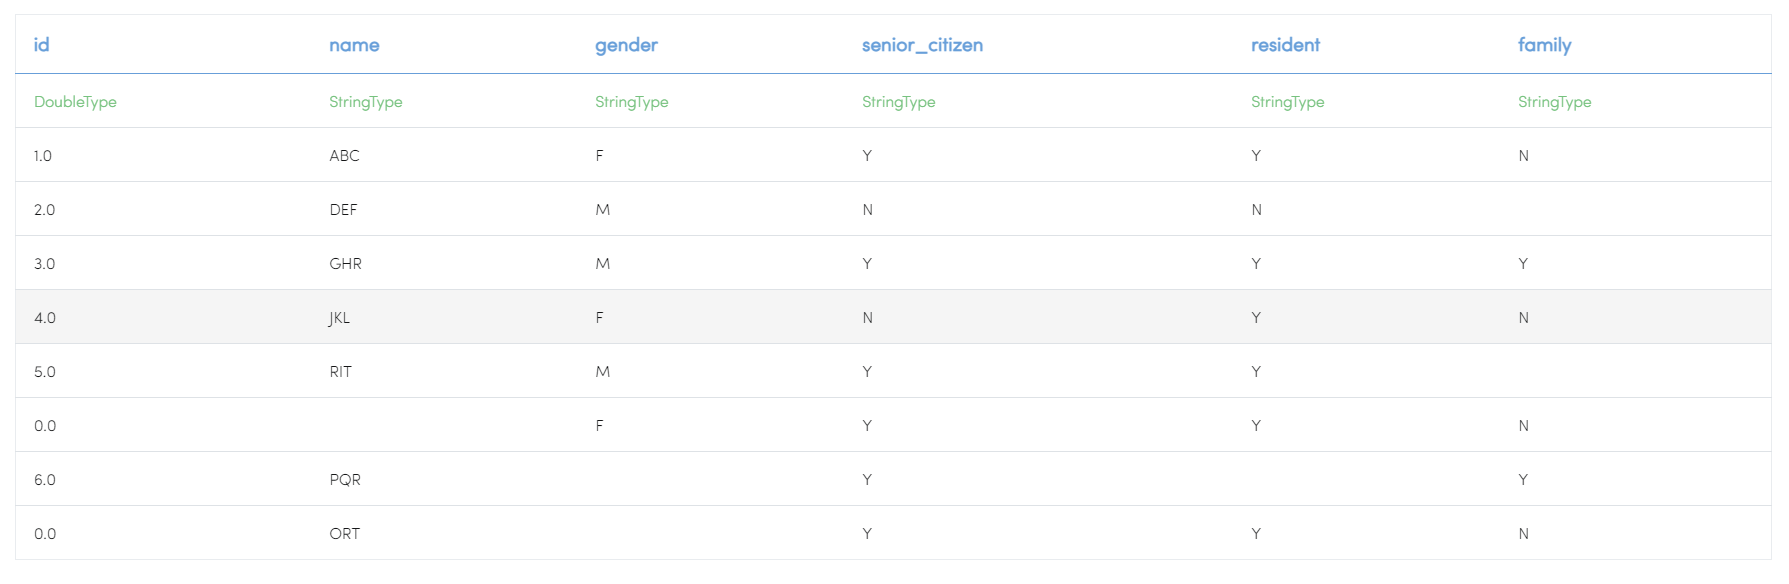 id name gender senior_citizen resident family
DoubleType StringType StringType StringType StringType StringType
1.0 ABC F Y Y N
2.0 DEF M N N
3.0 GHR M Y Y Y
4.0 JKL F N Y N
5.0 RIT M Y Y
0.0 F Y Y N
6.0 PQR Y Y
0.0 ORT Y Y N